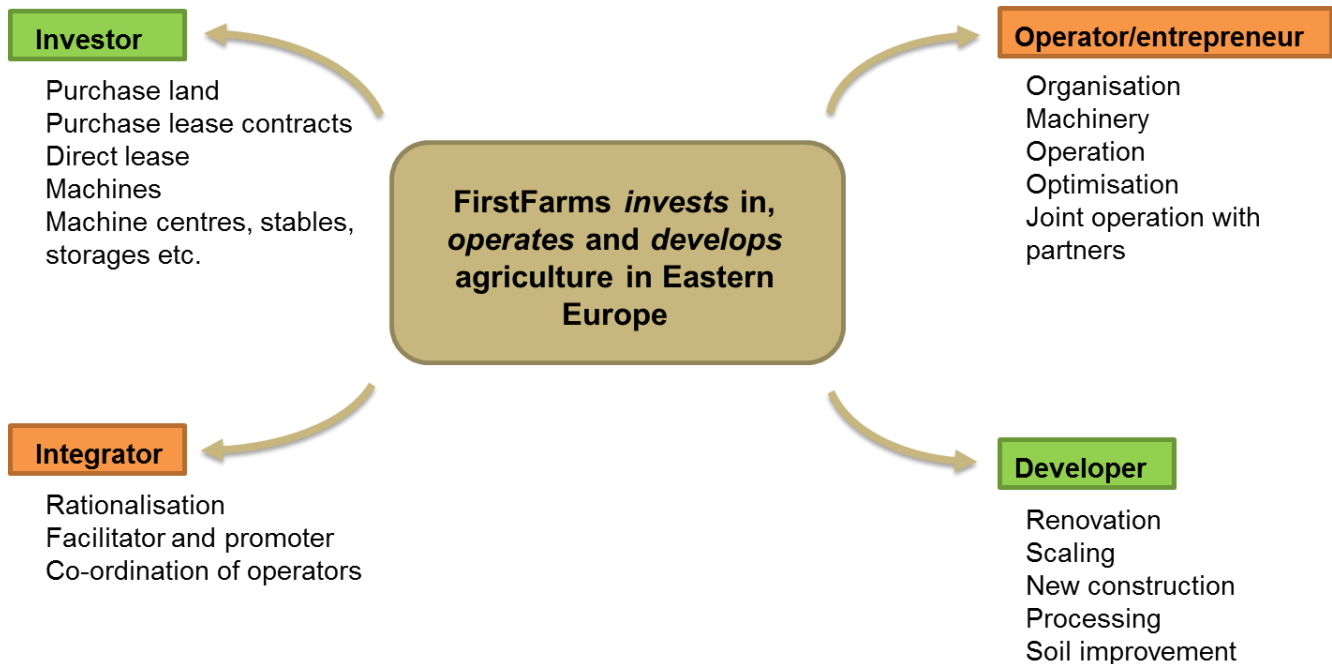 Investor
Purchase land
Purchase lease contracts
Direct lease
Machines
Machine centres, stables,
storages etc.
Operator/entrepreneur
Organisation
Machinery
Operation
Optimisation
Joint operation with
partners
FirstFarms invests in,
operates and develops
agriculture in Eastern
Europe
Integrator
Rationalisation
Facilitator and promoter
Co-ordination of operators
Developer
Renovation
Scaling
New construction
Processing
Soil improvement